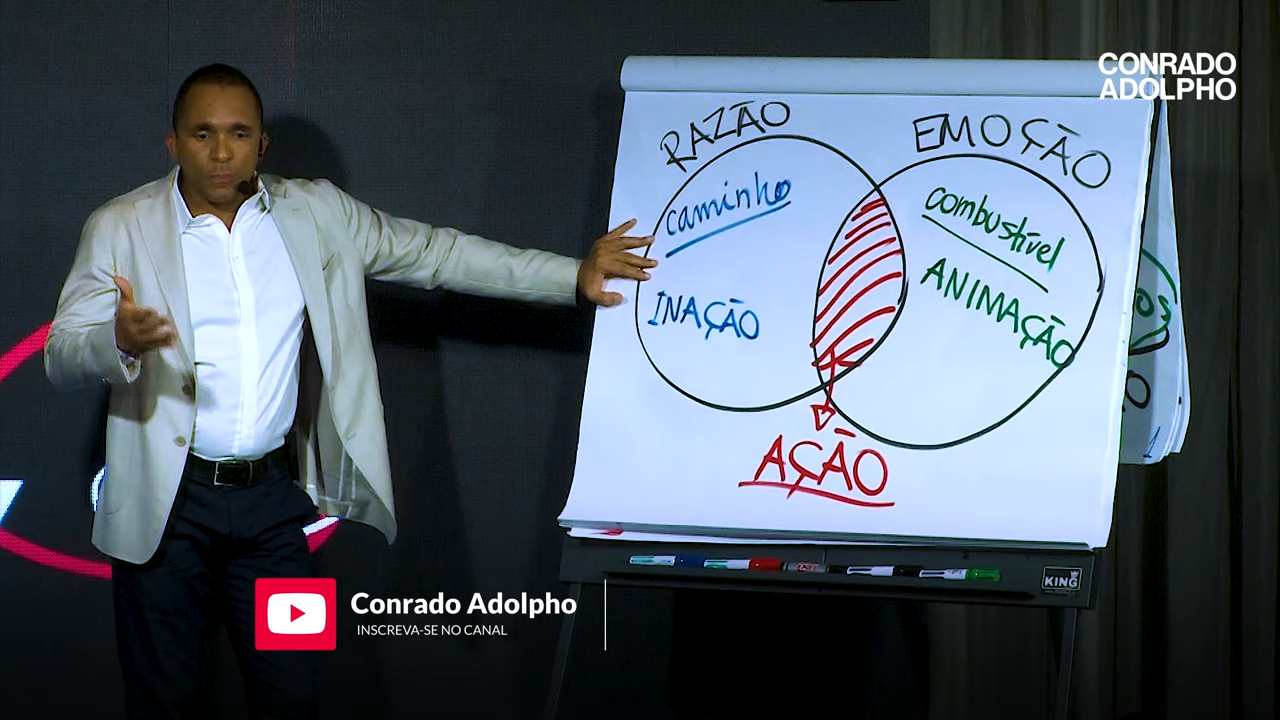 CONRADO
ADOLPHO
RAZÃO
EMOÇÃO
caminho
combustível
INAÇÃO
ANIMAÇÃO
AÇÃO
KING
Conrado Adolpho
INSCREVA-SE NO CANAL